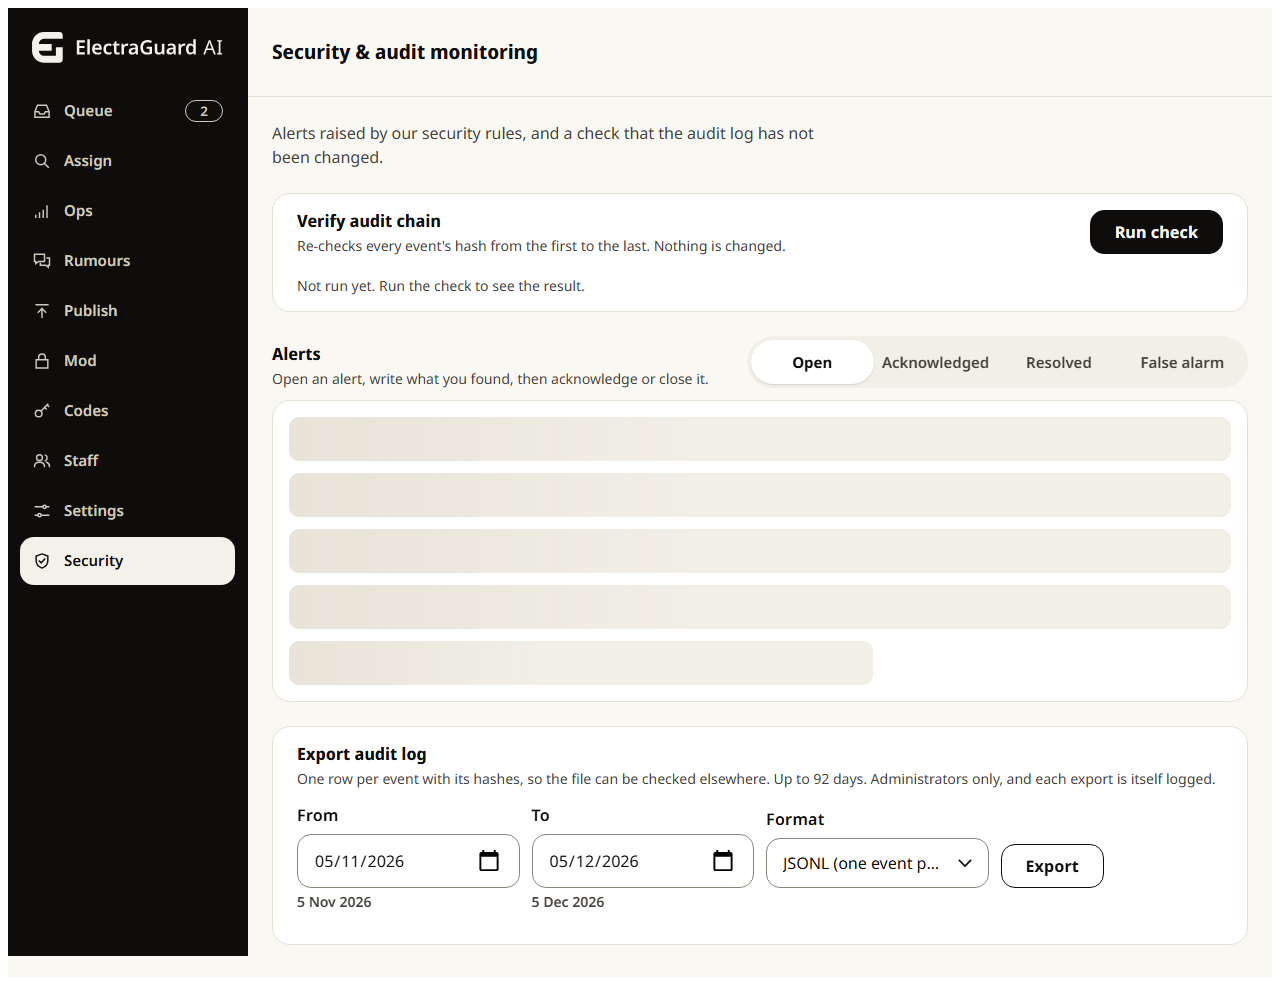 ElectraGuard AI
Queue 2
Assign
Ops
Rumours
Publish
Mod
Codes
Staff
Settings
Security
Security & audit monitoring
Alerts raised by our security rules, and a check that the audit log has not
been changed.
Verify audit chain
Re-checks every event's hash from the first to the last. Nothing is changed.
Run check
Not run yet. Run the check to see the result.
Alerts
Open an alert, write what you found, then acknowledge or close it.
Open Acknowledged Resolved False alarm
Export audit log
One row per event with its hashes, so the file can be checked elsewhere. Up to 92 days. Administrators only, and each export is itself logged.
From To Format
05/11/2026 05/12/2026 JSONL (one event p... Export
5 Nov 2026 5 Dec 2026